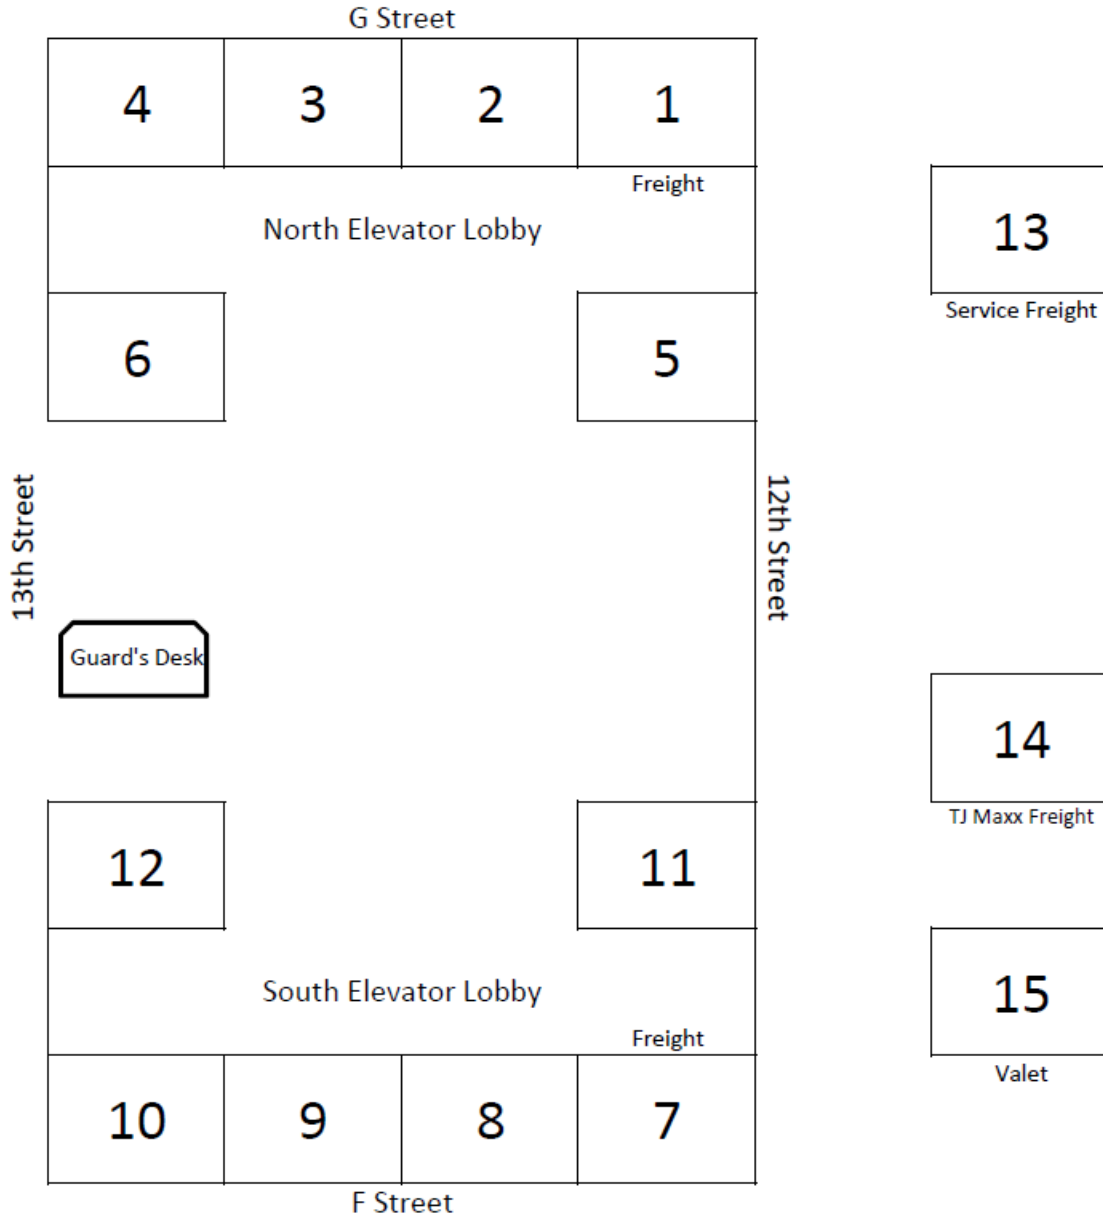 G Street
4 3 2 1
Freight
North Elevator Lobby
13
Service Freight
6 5
13th Street
12th Street
Guard's Desk
14
TJ Maxx Freight
12 11
South Elevator Lobby
15
Freight
Valet
10 9 8 7
F Street